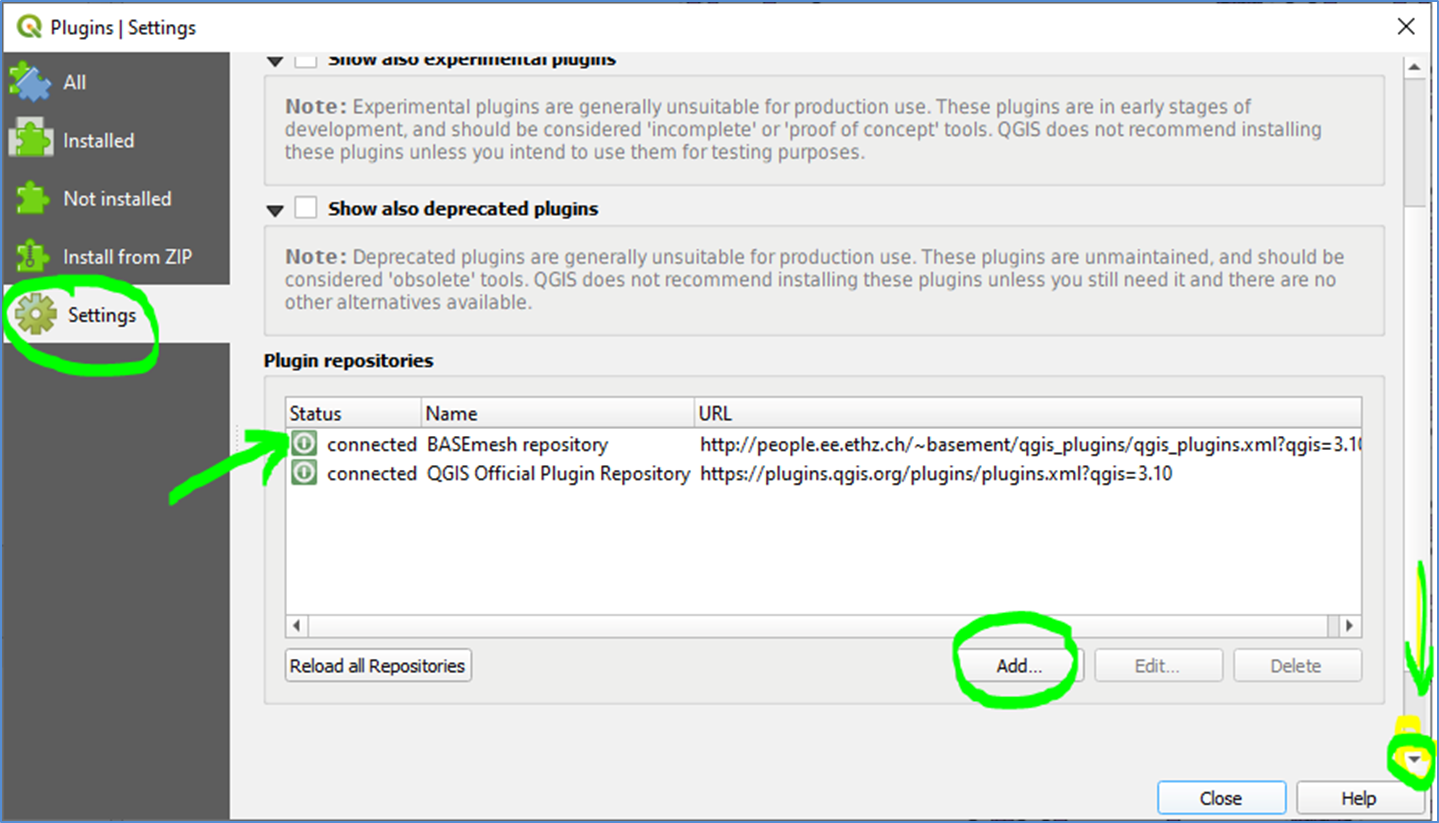 Plugins | Settings
All
Installed
Not installed
Install from ZIP
Settings
Show also experimental plugins
Note: Experimental plugins are generally unsuitable for production use. These plugins are in early stages of
development, and should be considered 'incomplete' or 'proof of concept' tools. QGIS does not recommend installing
these plugins unless you intend to use them for testing purposes.
Show also deprecated plugins
Note: Deprecated plugins are generally unsuitable for production use. These plugins are unmaintained, and should be
considered 'obsolete' tools. QGIS does not recommend installing these plugins unless you still need it and there are no
other alternatives available.
Plugin repositories
Status Name URL
connected BASEmesh repository http://people.ee.ethz.ch/~basement/qgis_plugins/qgis_plugins.xml?qgis=3.10
connected QGIS Official Plugin Repository https://plugins.qgis.org/plugins/plugins.xml?qgis=3.10
Reload all Repositories Add... Edit... Delete
Close Help